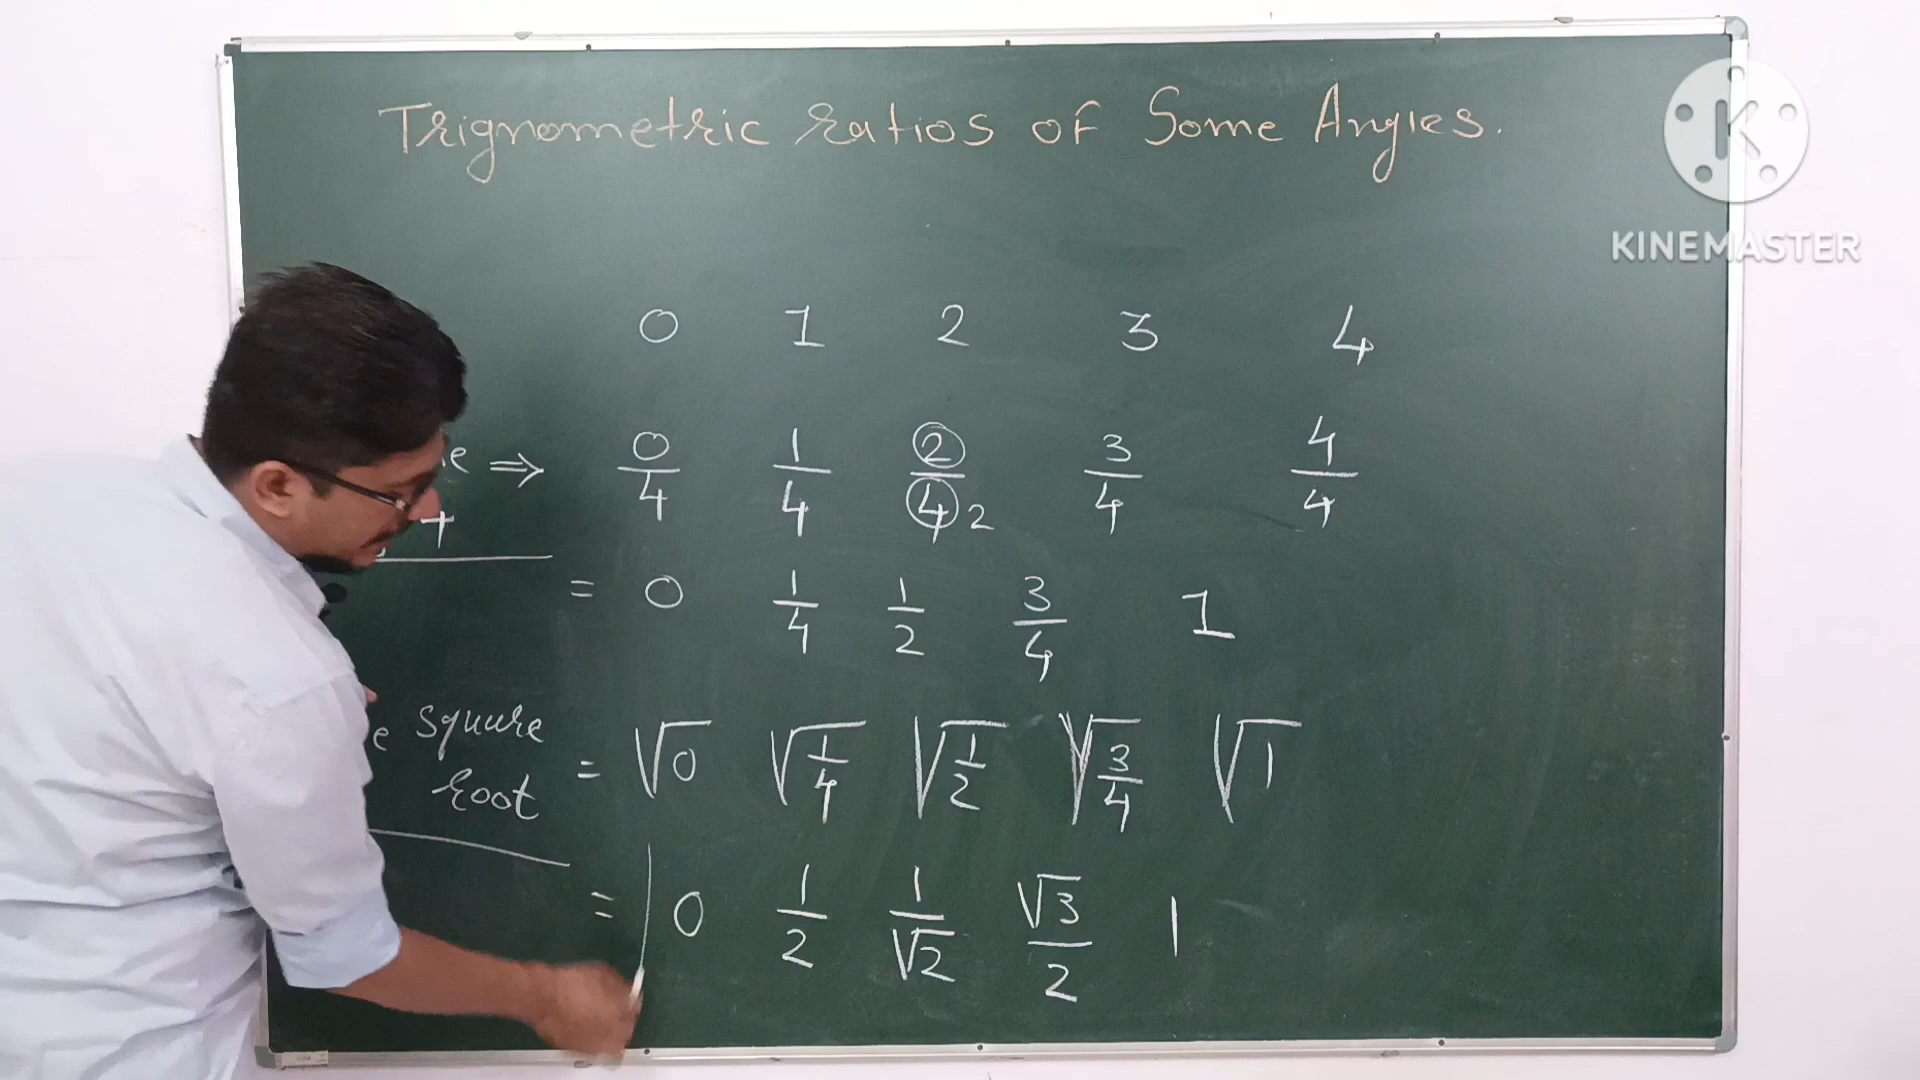 Trignometric Ratios of Some Angles.
K
KINEMASTER
0 1 2 3 4
⇒ 0/4 1/4 2/4 2 3/4 4/4
= 0 1/4 1/2 3/4 1
square root = √0 √1/4 √1/2 √3/4 √1
= 0 1/2 1/√2 √3/2 1